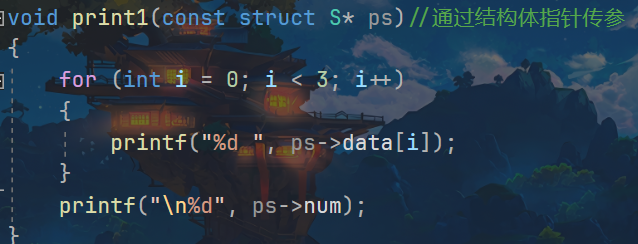 void print1(const struct S* ps)//通过结构体指针传参
{
    for (int i = 0; i < 3; i++)
    {
        printf("%d ", ps->data[i]);
    }
    printf("\n%d", ps->num);
}